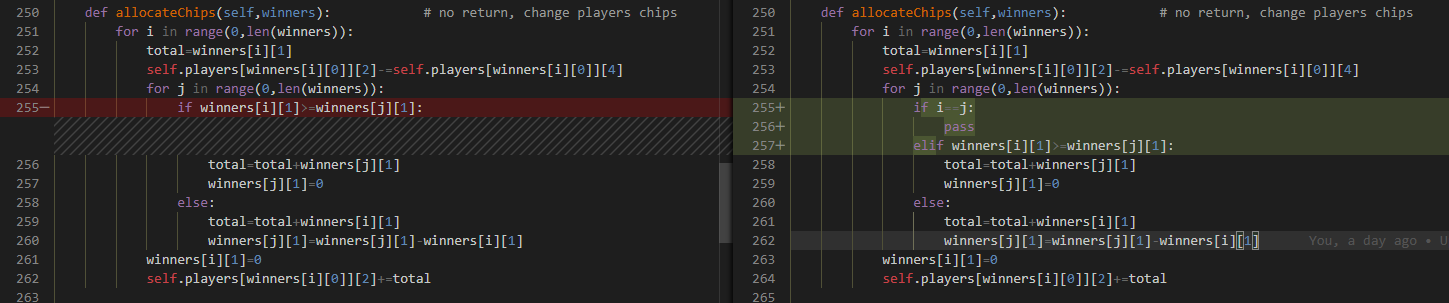 250 def allocateChips(self,winners): # no return, change players chips
251 for i in range(0,len(winners)):
252 total=winners[i][1]
253 self.players[winners[i][0]][2]-=self.players[winners[i][0]][4]
254 for j in range(0,len(winners)):
255− if winners[i][1]>=winners[j][1]:
256 total=total+winners[j][1]
257 winners[j][1]=0
258 else:
259 total=total+winners[i][1]
260 winners[j][1]=winners[j][1]-winners[i][1]
261 winners[i][1]=0
262 self.players[winners[i][0]][2]+=total
263
250 def allocateChips(self,winners): # no return, change players chips
251 for i in range(0,len(winners)):
252 total=winners[i][1]
253 self.players[winners[i][0]][2]-=self.players[winners[i][0]][4]
254 for j in range(0,len(winners)):
255+ if i==j:
256+ pass
257+ elif winners[i][1]>=winners[j][1]:
258 total=total+winners[j][1]
259 winners[j][1]=0
260 else:
261 total=total+winners[i][1]
262 winners[j][1]=winners[j][1]-winners[i][1] You, a day ago • U
263 winners[i][1]=0
264 self.players[winners[i][0]][2]+=total
265